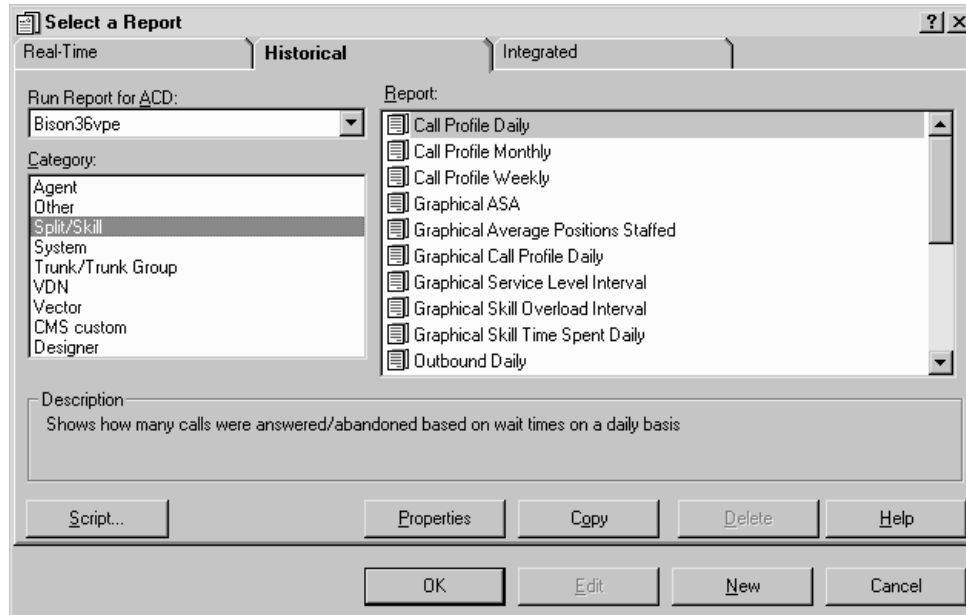 Select a Report
Real-Time
Historical
Integrated
Run Report for ACD:
Bison36vpe
Category:
Agent
Other
Split/Skill
System
Trunk/Trunk Group
VDN
Vector
CMS custom
Designer
Report:
Call Profile Daily
Call Profile Monthly
Call Profile Weekly
Graphical ASA
Graphical Average Positions Staffed
Graphical Call Profile Daily
Graphical Service Level Interval
Graphical Skill Overload Interval
Graphical Skill Time Spent Daily
Outbound Daily
Description
Shows how many calls were answered/abandoned based on wait times on a daily basis
Script...
Properties
Copy
Delete
Help
OK
Edit
New
Cancel